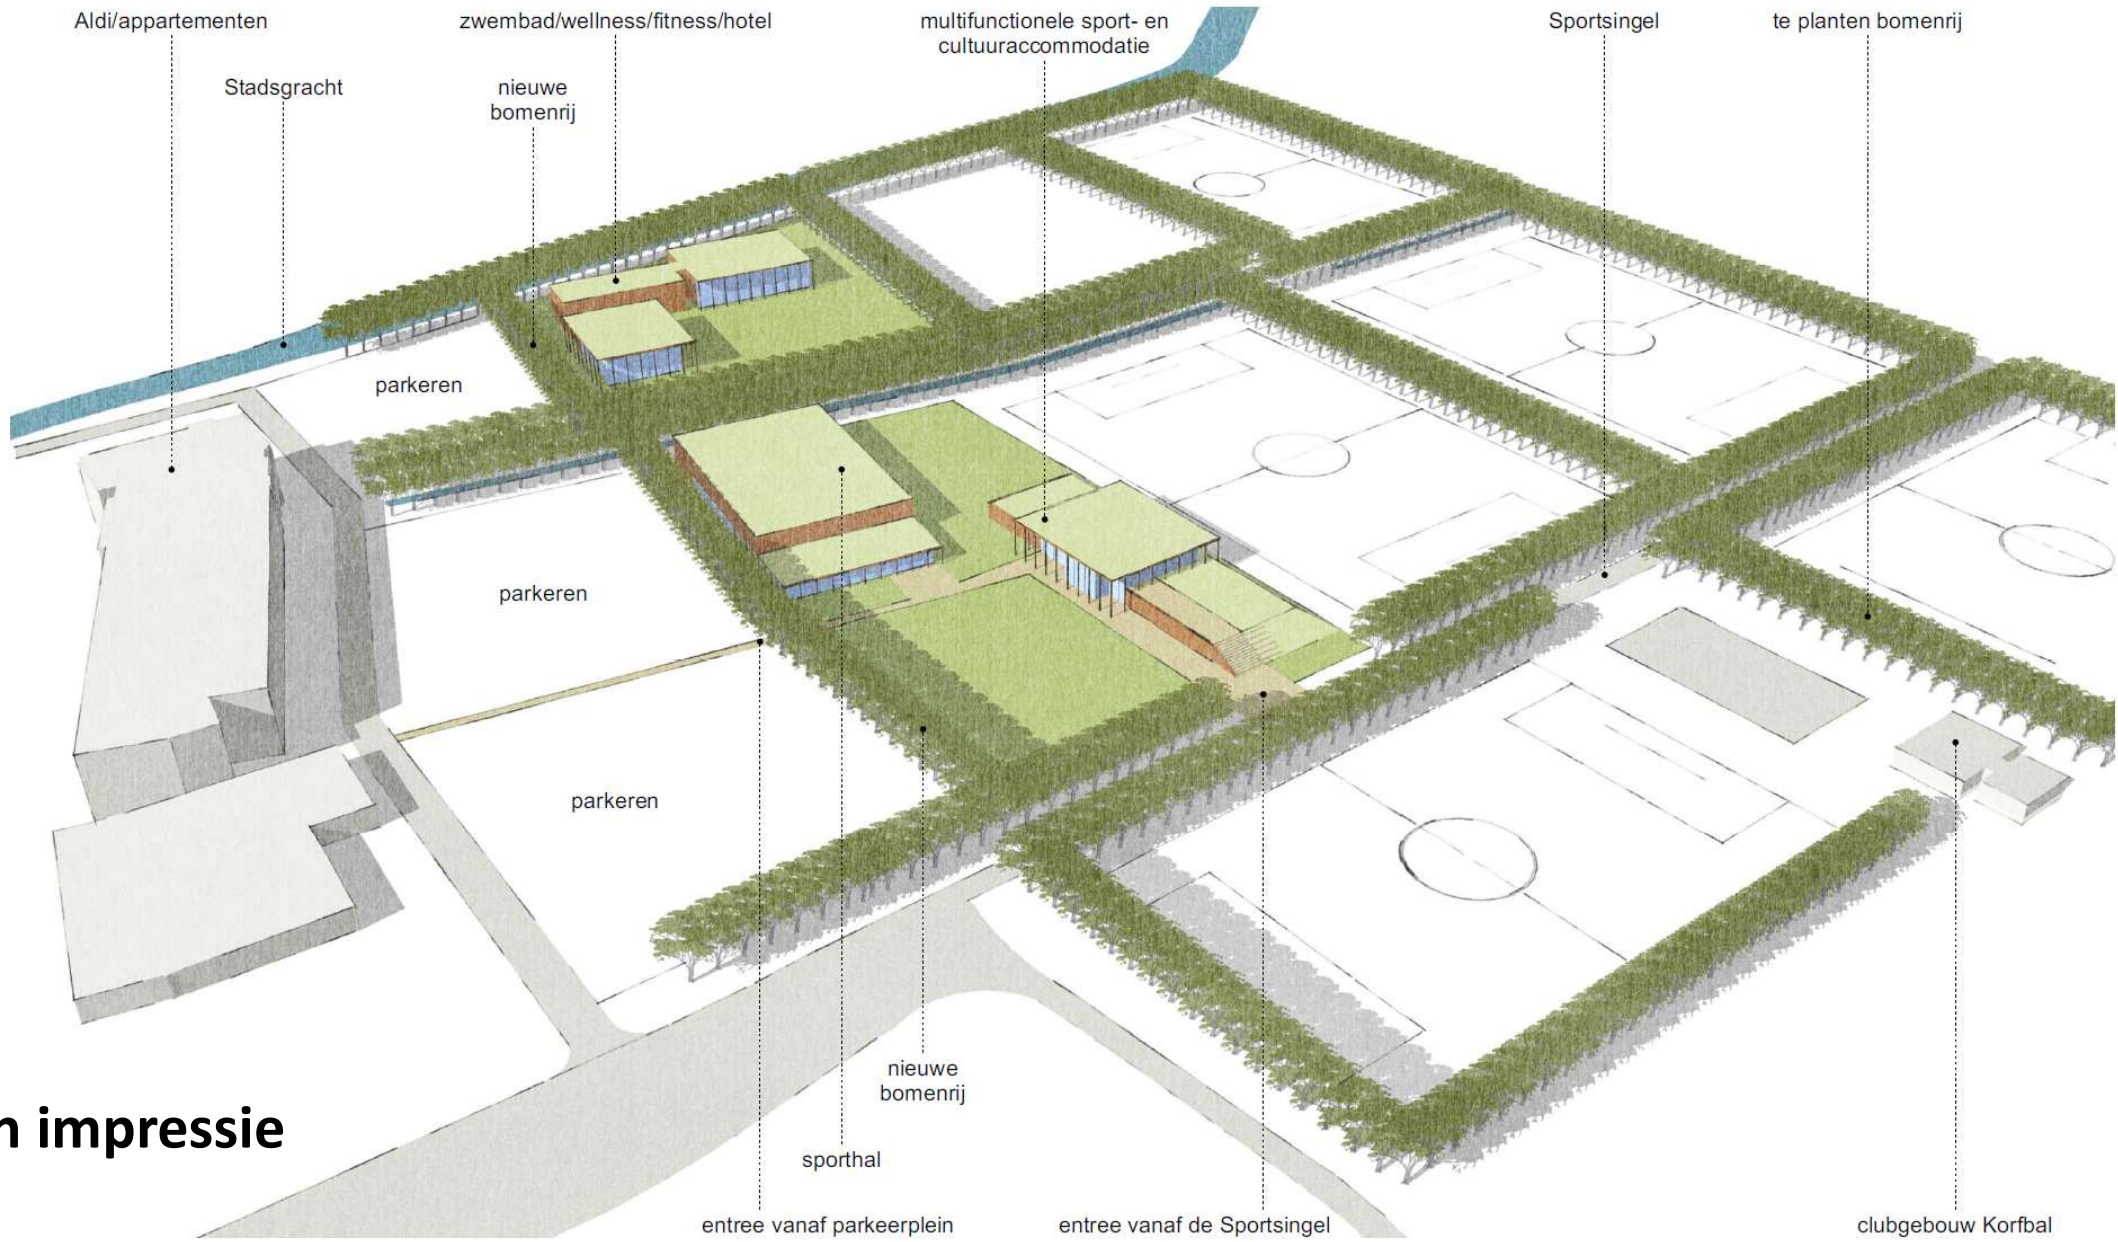 Aldi/appartementen
zwembad/wellness/fitness/hotel
multifunctionele sport- en
cultuuraccommodatie
Sportsingel
te planten bomenrij
Stadsgracht
nieuwe
bomenrij
parkeren
parkeren
parkeren
nieuwe
bomenrij
n impressie
sporthal
entree vanaf parkeerplein
entree vanaf de Sportsingel
clubgebouw Korfbal